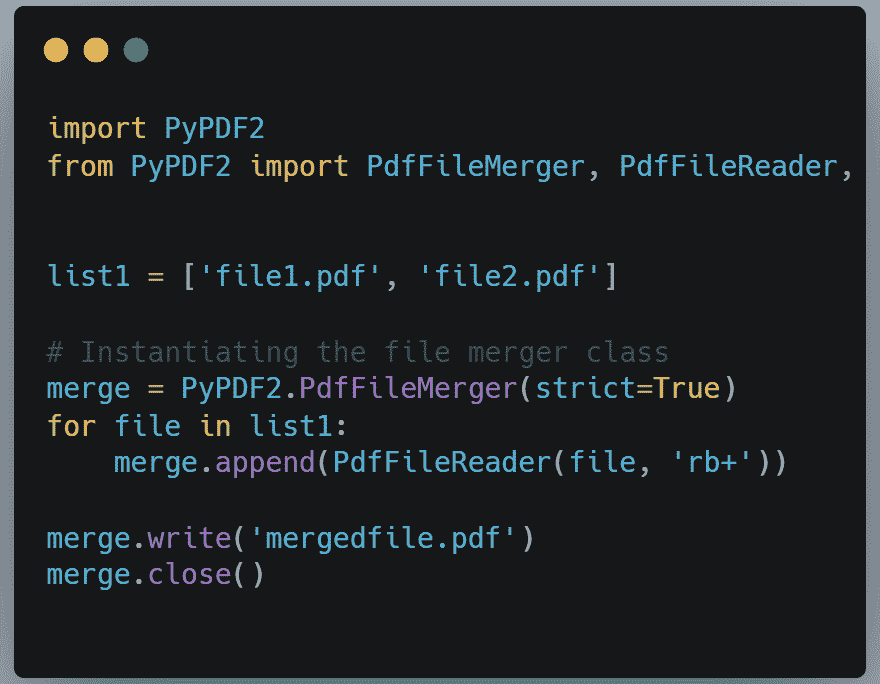 import PyPDF2
from PyPDF2 import PdfFileMerger, PdfFileReader,
list1 = ['file1.pdf', 'file2.pdf']
# Instantiating the file merger class
merge = PyPDF2.PdfFileMerger(strict=True)
for file in list1:
    merge.append(PdfFileReader(file, 'rb+'))
merge.write('mergedfile.pdf')
merge.close()